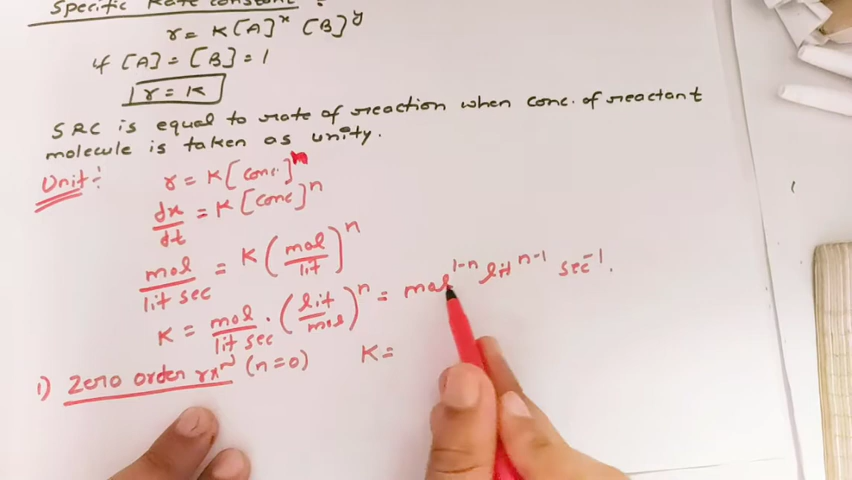 Specific Rate constant :
r = K[A]^x [B]^y
if [A] = [B] = 1
r = K
SRC is equal to rate of reaction when conc. of reactant
molecule is taken as unity.
Unit:- r = K[conc.]^n
dx/dt = K[conc]^n
mol/lit sec = K(mol/lit)^n
K = mol/lit sec . (lit/mol)^n = mol^1-n lit^n-1 sec^-1.
1) Zero order rx^n (n=0) K=